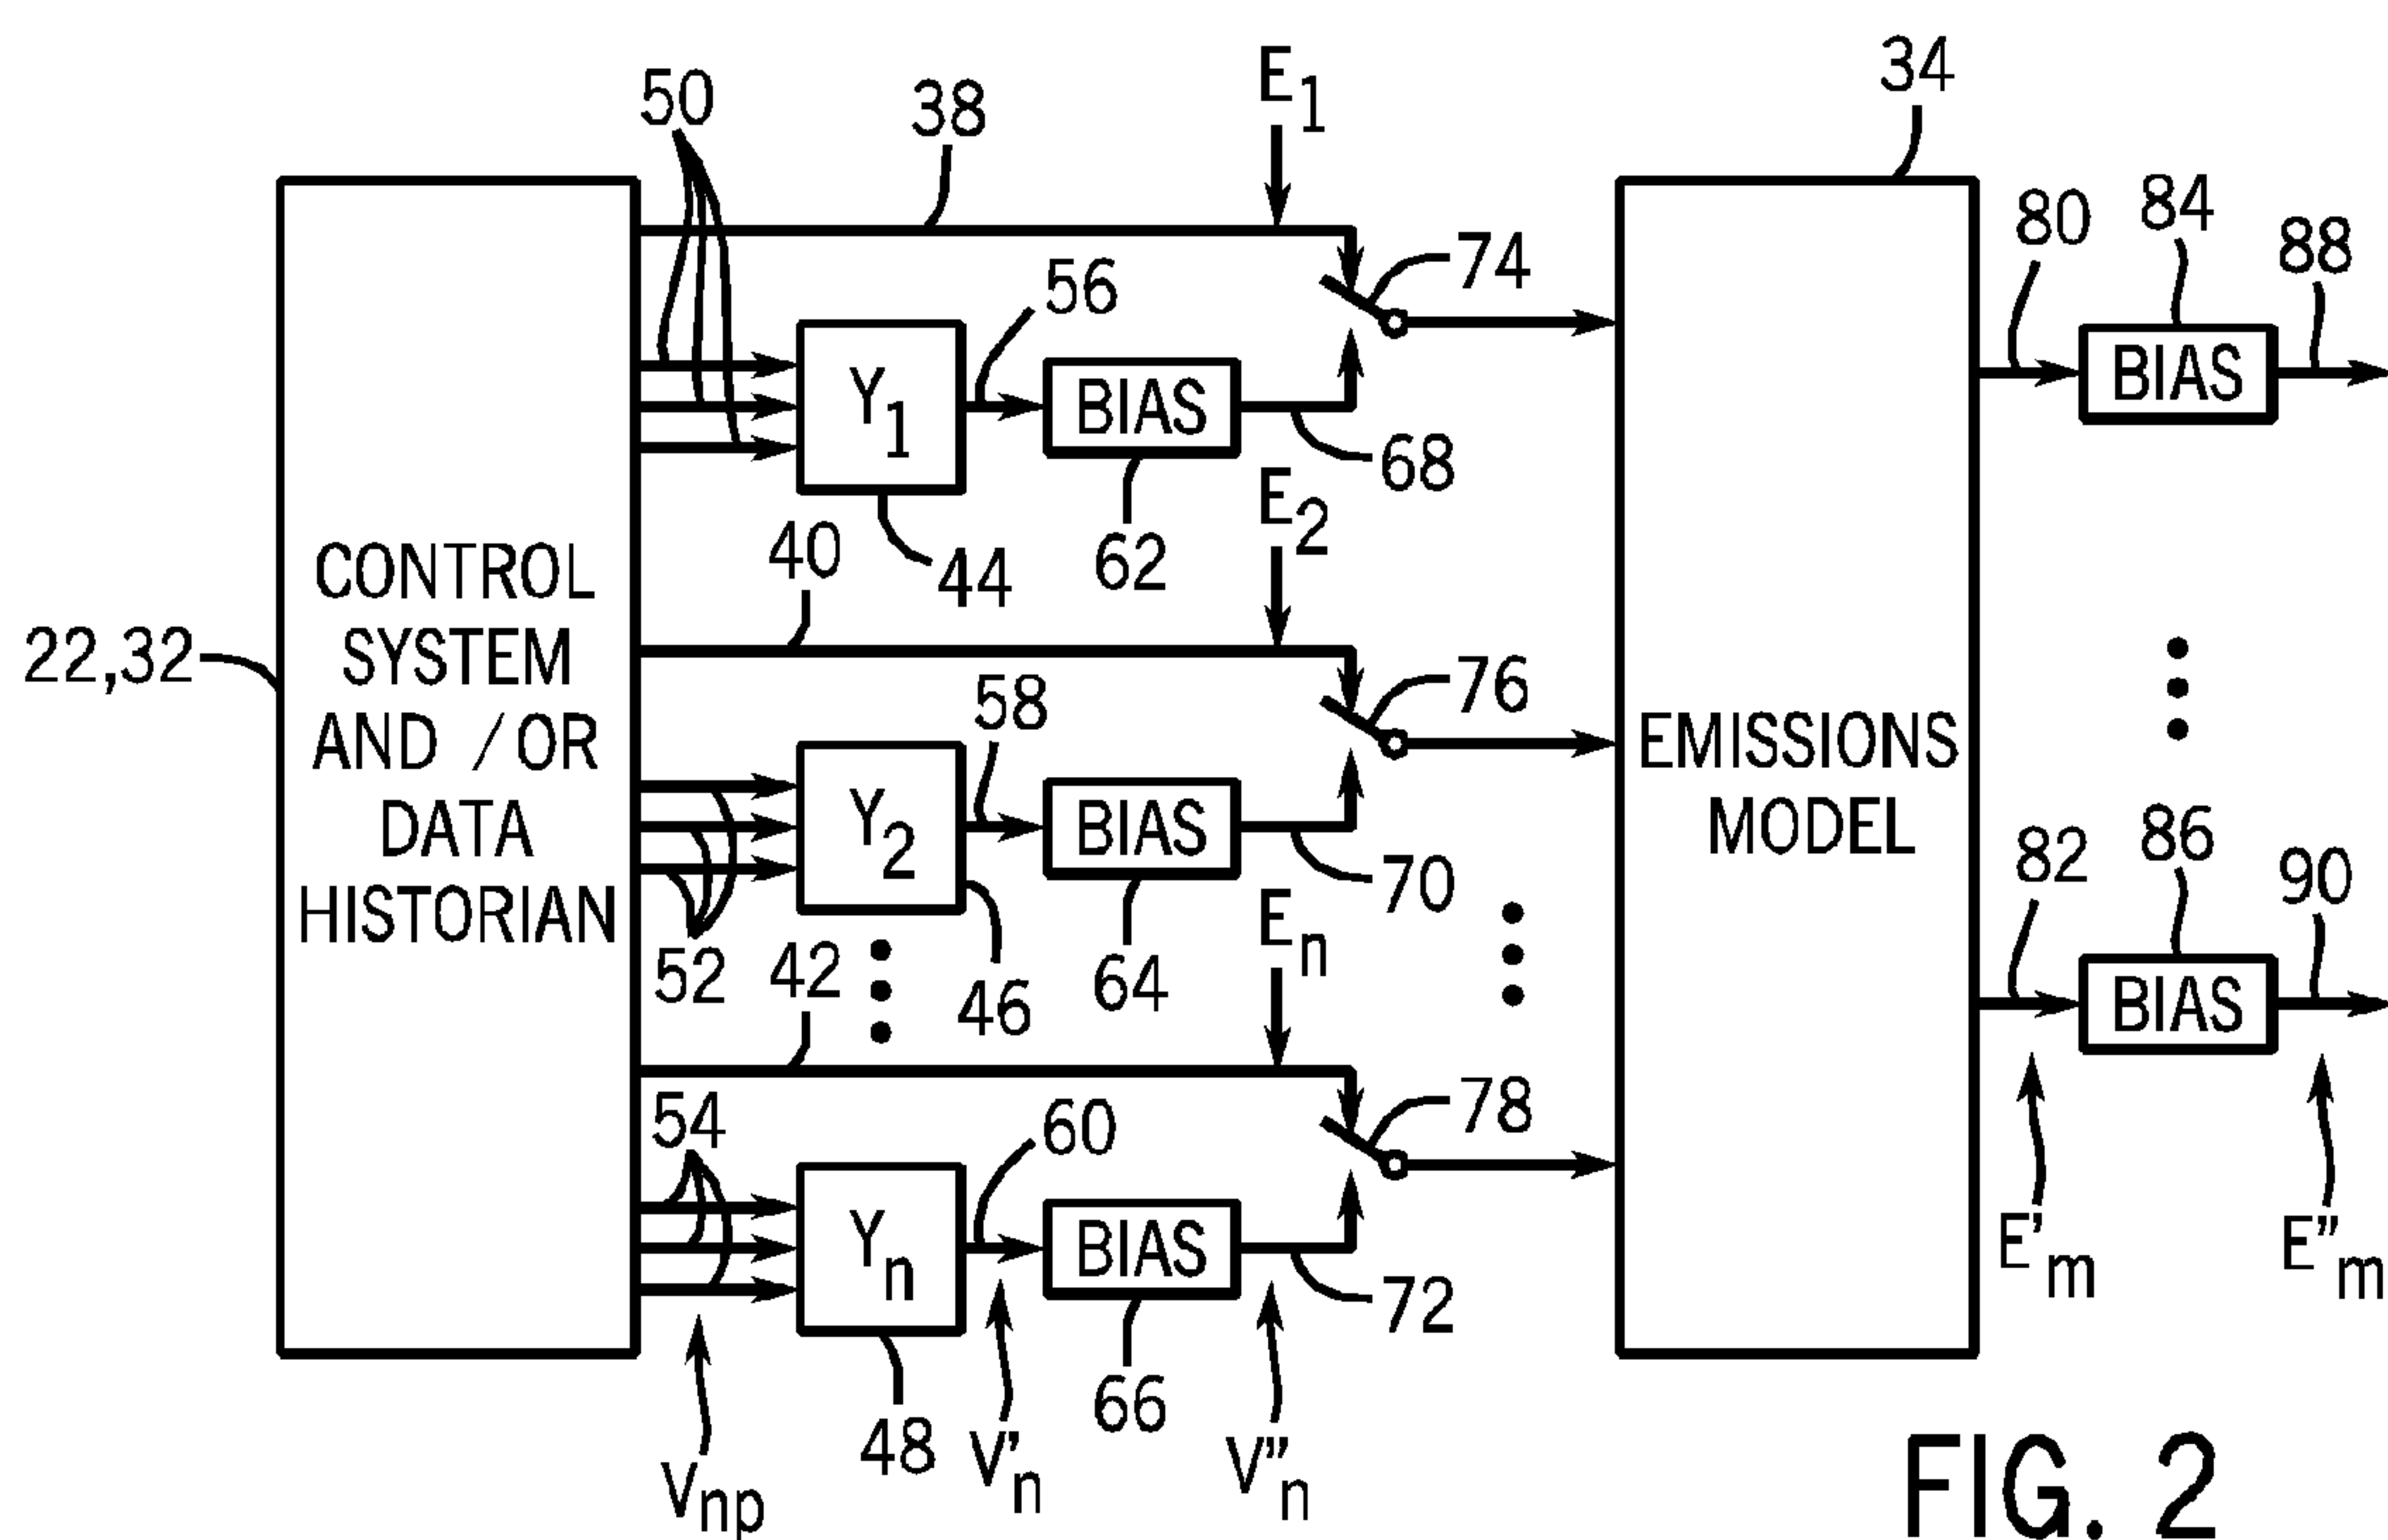 50
38
E1
34
80
84
88
74
56
Y1
BIAS
BIAS
68
E2
62
44
40
CONTROL
SYSTEM
AND /OR
DATA
HISTORIAN
22,32
76
58
Y2
BIAS
EMISSIONS
MODEL
70
En
82
86
90
BIAS
52
42
46
64
54
60
78
Yn
BIAS
72
E'm
E"m
66
48
Vnp
V'n
V"n
FIG. 2